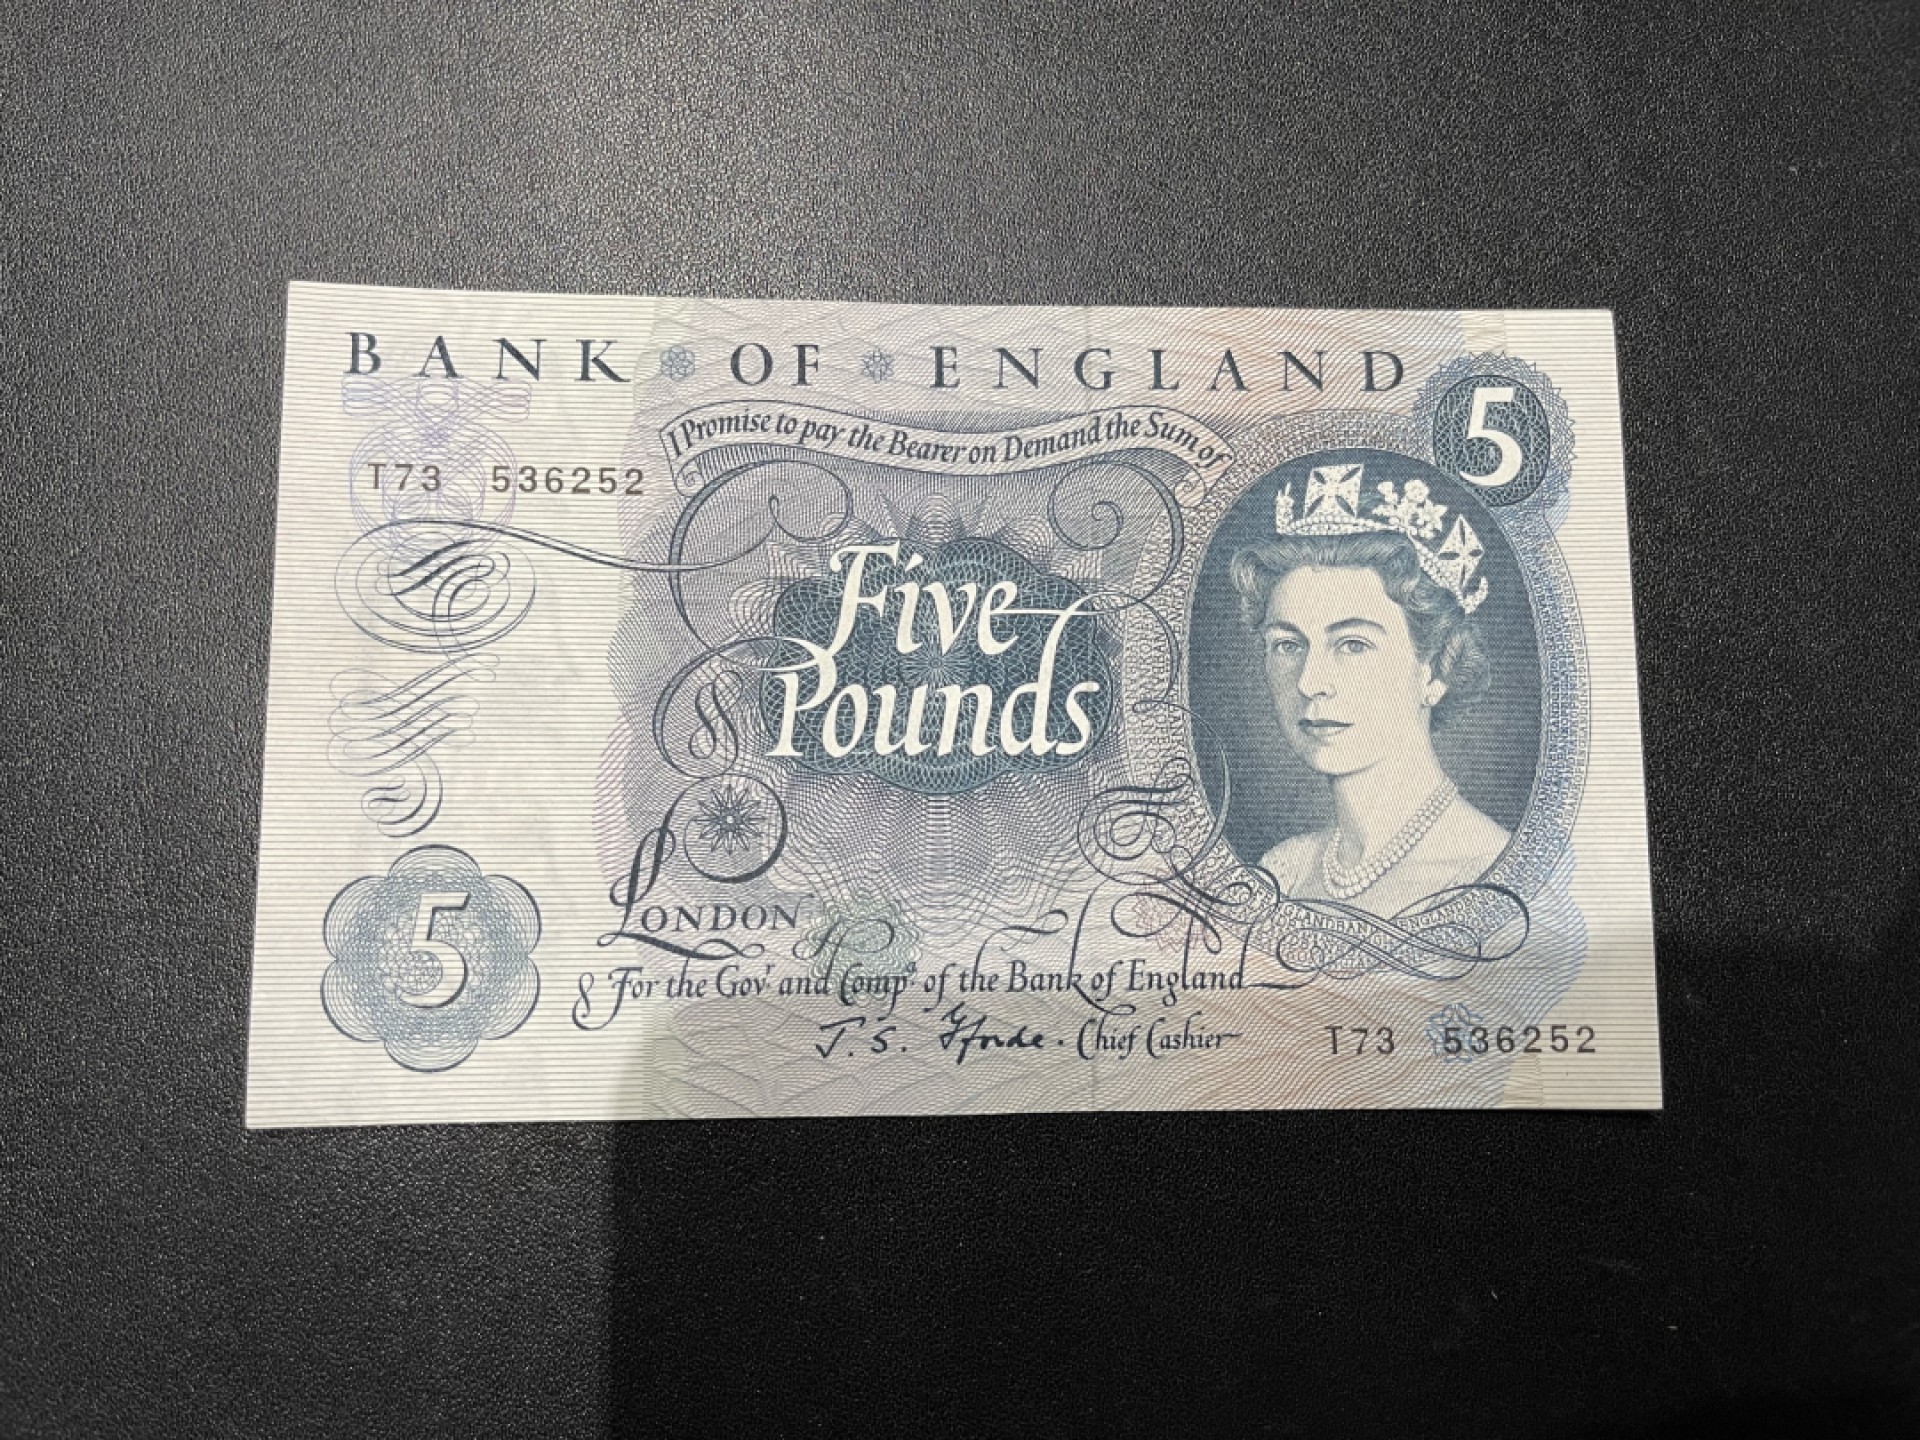 BANK OF ENGLAND
5
I Promise to pay the Bearer on Demand the Sum of
T73 536252
Five
Pounds
LONDON
5
For the Govr and Compa of the Bank of England
J. S. Fforde. Chief Cashier
T73 536252